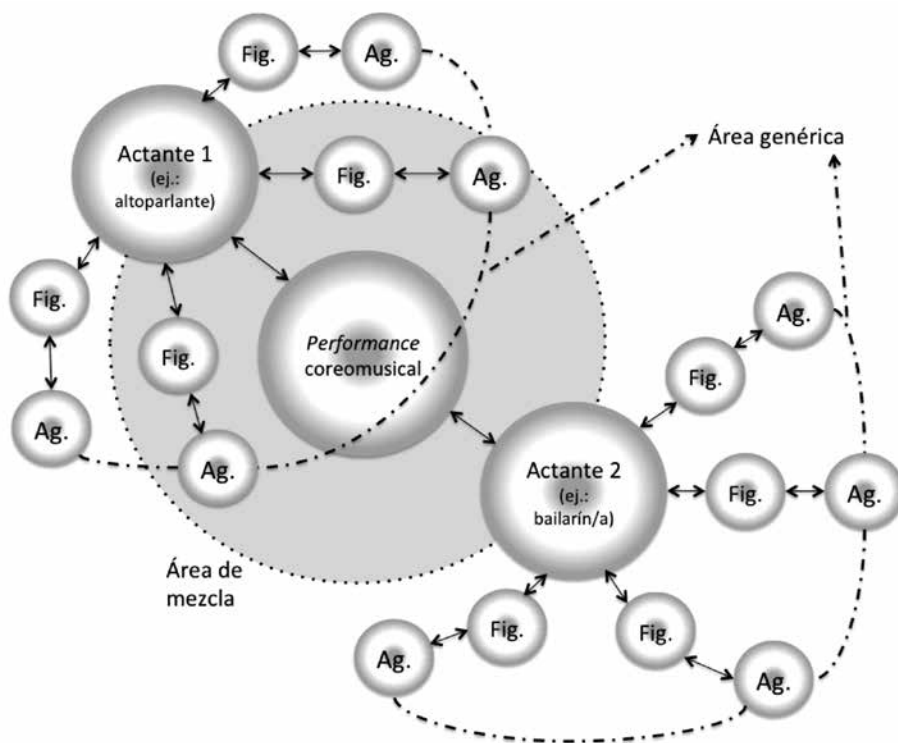 Fig.
Ag.
Actante 1
(ej.:
altoparlante)
Fig.
Ag.
Área genérica
Fig.
Ag.
Fig.
Ag.
Performance
coreomusical
Ag.
Fig.
Actante 2
(ej.:
bailarín/a)
Fig.
Ag.
Área de
mezcla
Ag.
Fig.
Fig.
Ag.